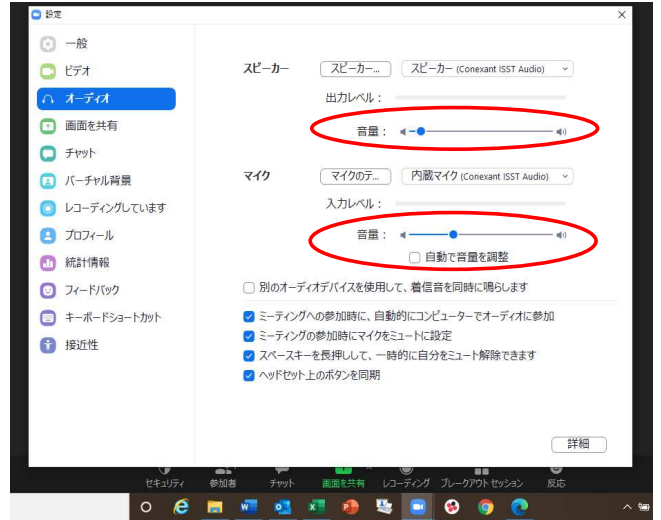 設定
一般
ビデオ
オーディオ
画面を共有
チャット
バーチャル背景
レコーディングしています
プロフィール
統計情報
フィードバック
キーボードショートカット
接近性
スピーカー スピーカー... スピーカー (Conexant ISST Audio)
出力レベル：
音量：
マイク マイクのテ... 内蔵マイク (Conexant ISST Audio)
入力レベル：
音量：
自動で音量を調整
別のオーディオデバイスを使用して、着信音を同時に鳴らします
ミーティングへの参加時に、自動的にコンピューターでオーディオに参加
ミーティングの参加時にマイクをミュートに設定
スペースキーを長押しして、一時的に自分をミュート解除できます
ヘッドセット上のボタンを同期
詳細
セキュリティ 参加者 チャット 画面を共有 レコーディング ブレークアウト セッション 反応